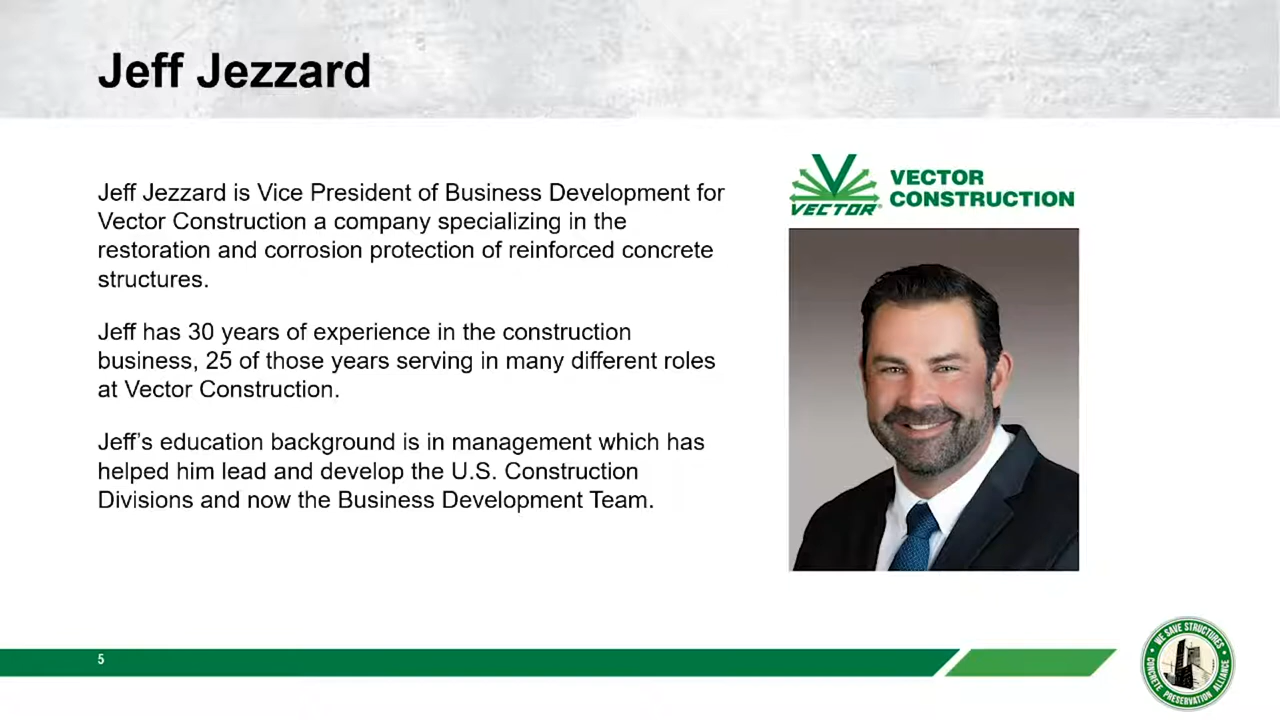 Jeff Jezzard
Jeff Jezzard is Vice President of Business Development for
Vector Construction a company specializing in the
restoration and corrosion protection of reinforced concrete
structures.
Jeff has 30 years of experience in the construction
business, 25 of those years serving in many different roles
at Vector Construction.
Jeff’s education background is in management which has
helped him lead and develop the U.S. Construction
Divisions and now the Business Development Team.
VECTOR®
VECTOR
CONSTRUCTION
5
WE SAVE STRUCTURES
CONCRETE PRESERVATION ALLIANCE